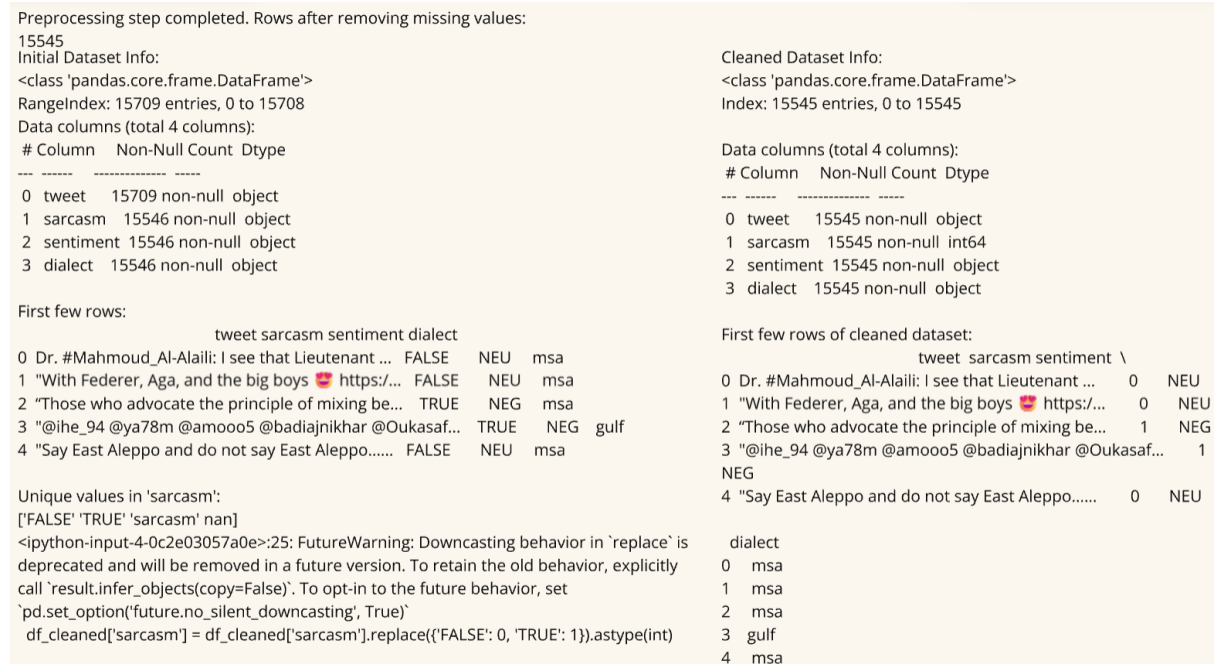 Preprocessing step completed. Rows after removing missing values:
15545
Initial Dataset Info:
<class 'pandas.core.frame.DataFrame'>
RangeIndex: 15709 entries, 0 to 15708
Data columns (total 4 columns):
# Column Non-Null Count Dtype
--- ------ -------------- -----
0 tweet 15709 non-null object
1 sarcasm 15546 non-null object
2 sentiment 15546 non-null object
3 dialect 15546 non-null object
First few rows:
tweet sarcasm sentiment dialect
0 Dr. #Mahmoud_Al-Alaili: I see that Lieutenant ... FALSE NEU msa
1 "With Federer, Aga, and the big boys 😍 https:/... FALSE NEU msa
2 “Those who advocate the principle of mixing be... TRUE NEG msa
3 "@ihe_94 @ya78m @amooo5 @badiajnikhar @Oukasaf... TRUE NEG gulf
4 "Say East Aleppo and do not say East Aleppo...... FALSE NEU msa
Unique values in 'sarcasm':
['FALSE' 'TRUE' 'sarcasm' nan]
<ipython-input-4-0c2e03057a0e>:25: FutureWarning: Downcasting behavior in `replace` is
deprecated and will be removed in a future version. To retain the old behavior, explicitly
call `result.infer_objects(copy=False)`. To opt-in to the future behavior, set
`pd.set_option('future.no_silent_downcasting', True)`
df_cleaned['sarcasm'] = df_cleaned['sarcasm'].replace({'FALSE': 0, 'TRUE': 1}).astype(int)
Cleaned Dataset Info:
<class 'pandas.core.frame.DataFrame'>
Index: 15545 entries, 0 to 15545
Data columns (total 4 columns):
# Column Non-Null Count Dtype
--- ------ -------------- -----
0 tweet 15545 non-null object
1 sarcasm 15545 non-null int64
2 sentiment 15545 non-null object
3 dialect 15545 non-null object
First few rows of cleaned dataset:
tweet sarcasm sentiment \
0 Dr. #Mahmoud_Al-Alaili: I see that Lieutenant ... 0 NEU
1 "With Federer, Aga, and the big boys 😍 https:/... 0 NEU
2 “Those who advocate the principle of mixing be... 1 NEG
3 "@ihe_94 @ya78m @amooo5 @badiajnikhar @Oukasaf... 1
NEG
4 "Say East Aleppo and do not say East Aleppo...... 0 NEU
dialect
0 msa
1 msa
2 msa
3 gulf
4 msa